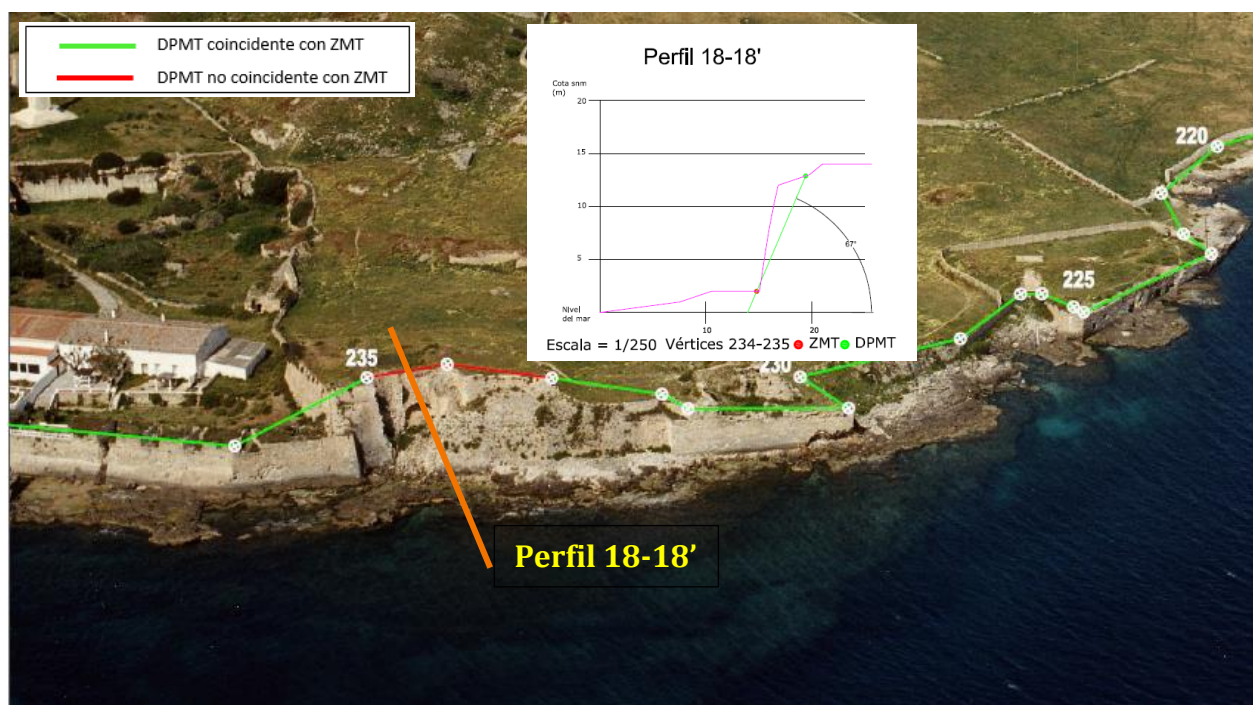 DPMT coincidente con ZMT
DPMT no coincidente con ZMT
Perfil 18-18'
Cota snm
(m)
20
15
10
5
Nivel
del mar
10
20
67°
Escala = 1/250 Vértices 234-235 ZMT DPMT
220
225
230
235
Perfil 18-18’